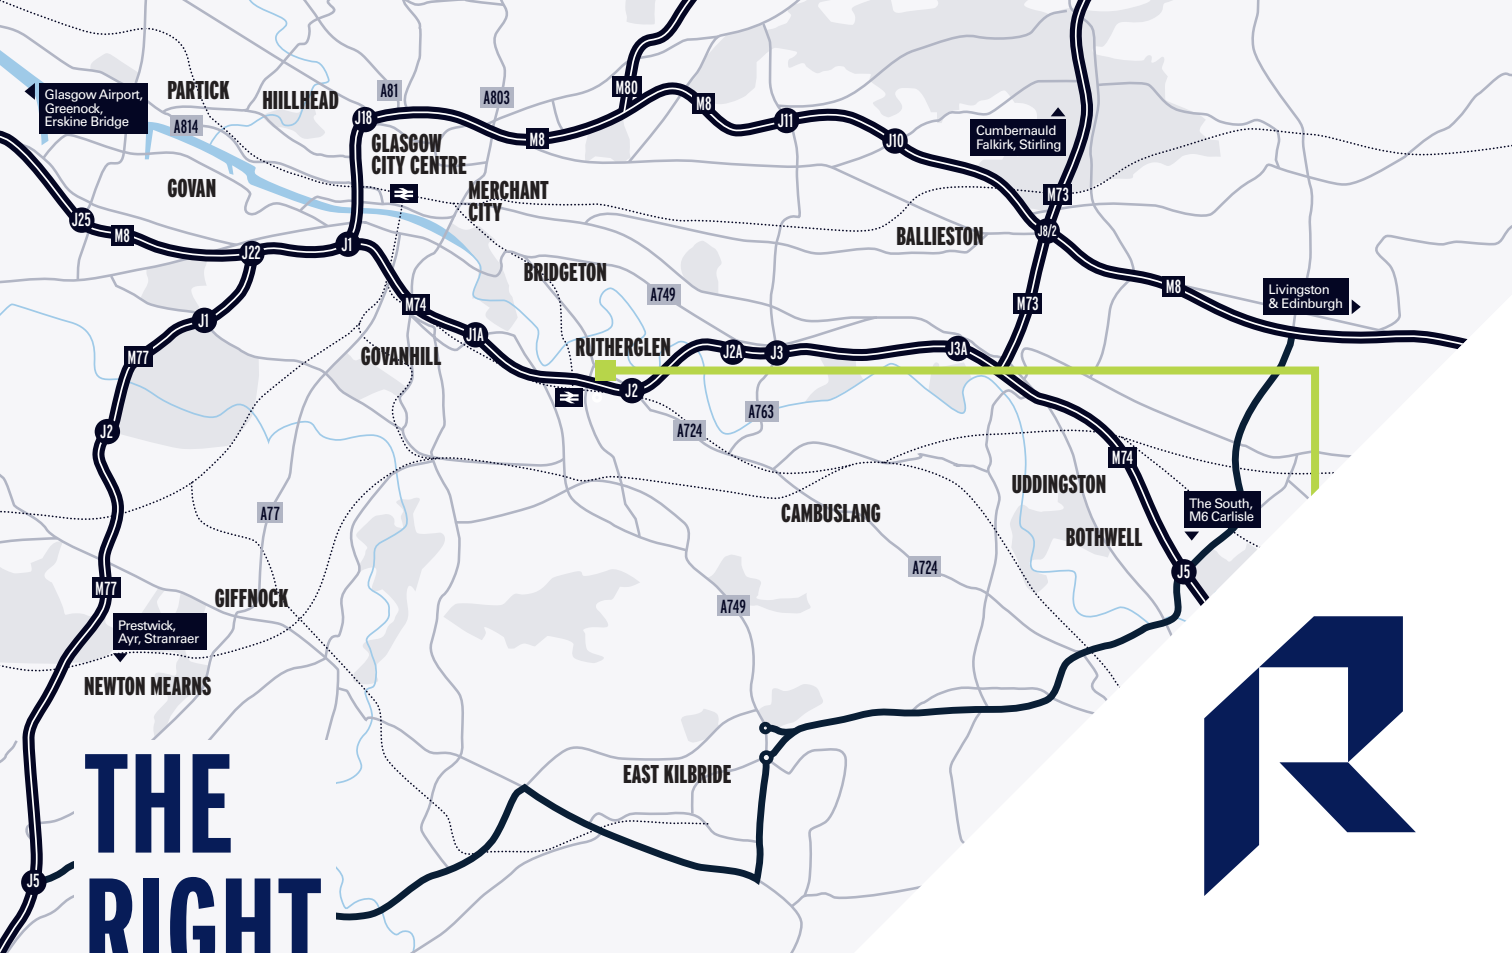 M80
A81
PARTICK
Glasgow Airport,
Greenock,
Erskine Bridge
HIILLHEAD
A803
M8
J18
J11
A814
Cumbernauld
Falkirk, Stirling
M8
J10
GLASGOW
CITY CENTRE
GOVAN
MERCHANT
CITY
M73
J25
M8
J8/2
BALLIESTON
J1
J22
BRIDGETON
M8
A749
Livingston
& Edinburgh
M74
M73
J1
J1A
RUTHERGLEN
J2A
J3
J3A
M77
GOVANHILL
J2
A763
J2
A724
M74
UDDINGSTON
A77
CAMBUSLANG
The South,
M6 Carlisle
BOTHWELL
A724
J5
M77
GIFFNOCK
A749
Prestwick,
Ayr, Stranraer
NEWTON MEARNS
EAST KILBRIDE
THE
J5
RIGHT